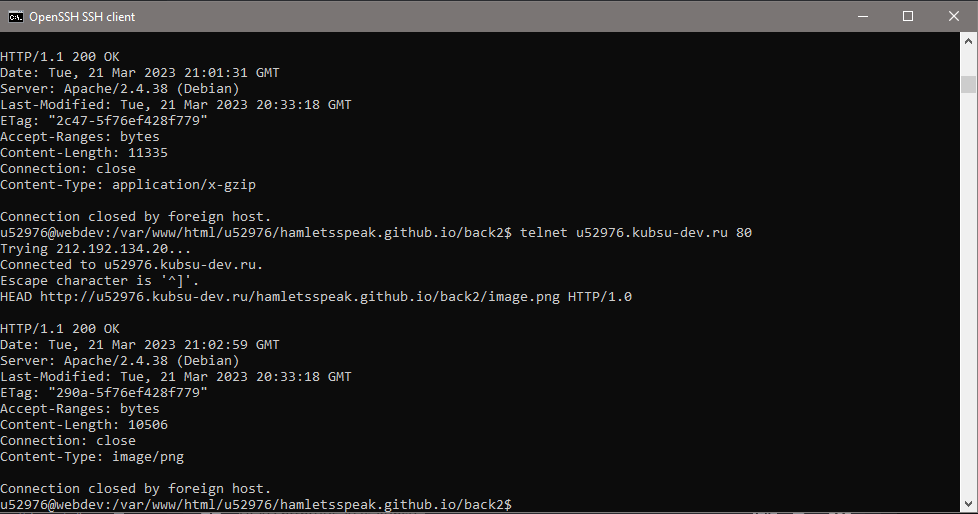 OpenSSH SSH client
HTTP/1.1 200 OK
Date: Tue, 21 Mar 2023 21:01:31 GMT
Server: Apache/2.4.38 (Debian)
Last-Modified: Tue, 21 Mar 2023 20:33:18 GMT
ETag: "2c47-5f76ef428f779"
Accept-Ranges: bytes
Content-Length: 11335
Connection: close
Content-Type: application/x-gzip
Connection closed by foreign host.
u52976@webdev:/var/www/html/u52976/hamletsspeak.github.io/back2$ telnet u52976.kubsu-dev.ru 80
Trying 212.192.134.20...
Connected to u52976.kubsu-dev.ru.
Escape character is '^]'.
HEAD http://u52976.kubsu-dev.ru/hamletsspeak.github.io/back2/image.png HTTP/1.0
HTTP/1.1 200 OK
Date: Tue, 21 Mar 2023 21:02:59 GMT
Server: Apache/2.4.38 (Debian)
Last-Modified: Tue, 21 Mar 2023 20:33:18 GMT
ETag: "290a-5f76ef428f779"
Accept-Ranges: bytes
Content-Length: 10506
Connection: close
Content-Type: image/png
Connection closed by foreign host.
u52976@webdev:/var/www/html/u52976/hamletsspeak.github.io/back2$